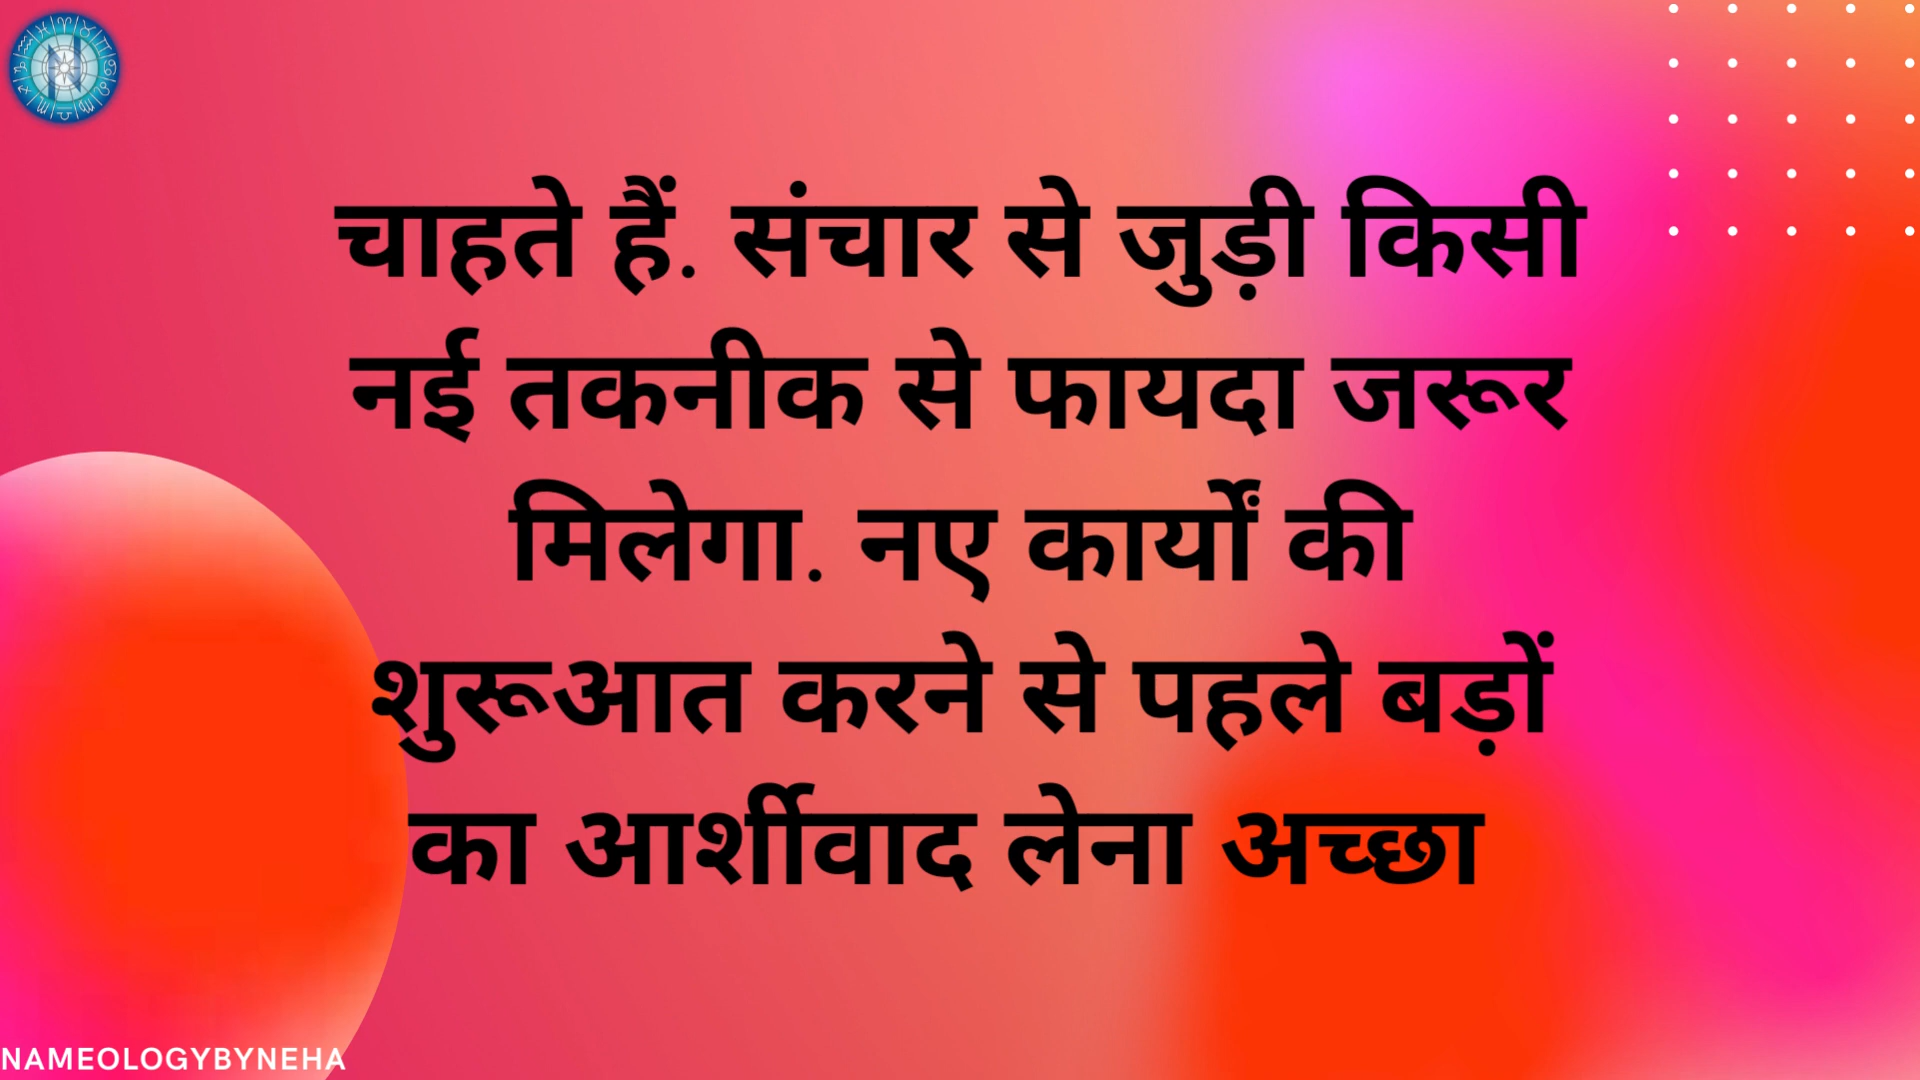 चाहते हैं. संचार से जुड़ी किसी
नई तकनीक से फायदा जरूर
मिलेगा. नए कार्यों की
शुरूआत करने से पहले बड़ों
का आर्शीवाद लेना अच्छा
NAMEOLOGYBYNEHA